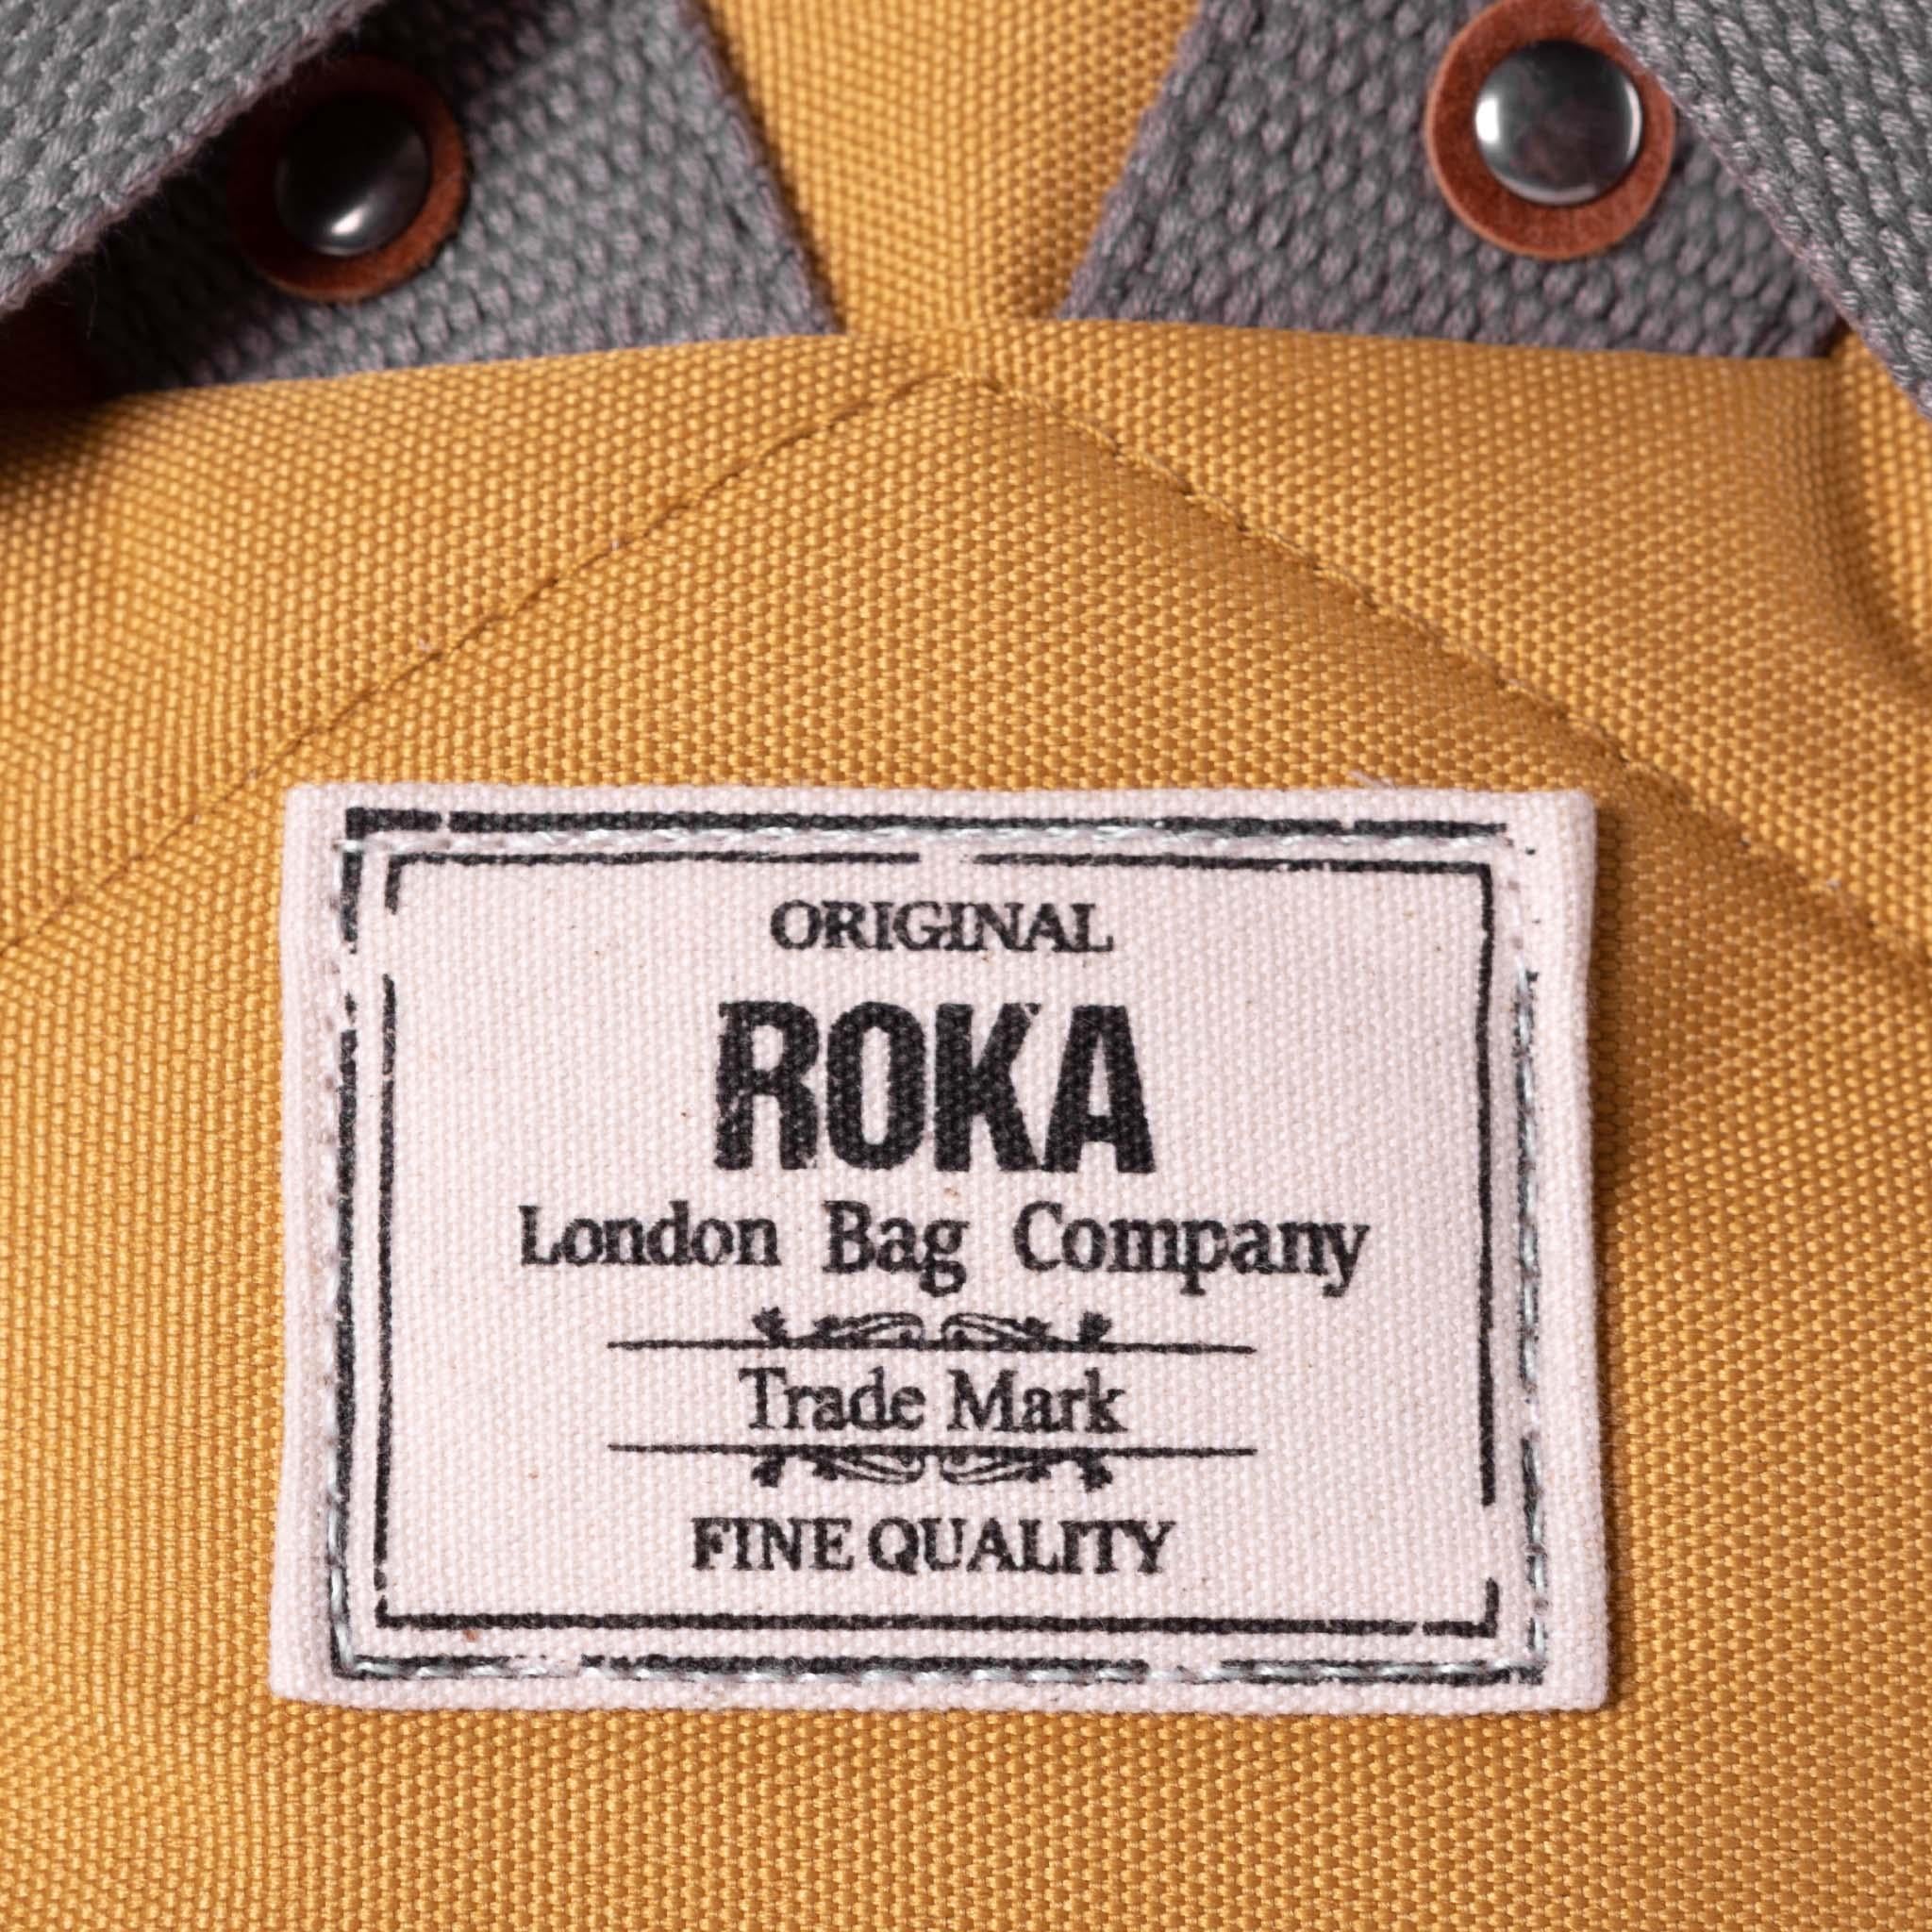 ORIGINAL
ROKA
London Bag Company
Trade Mark
FINE QUALITY